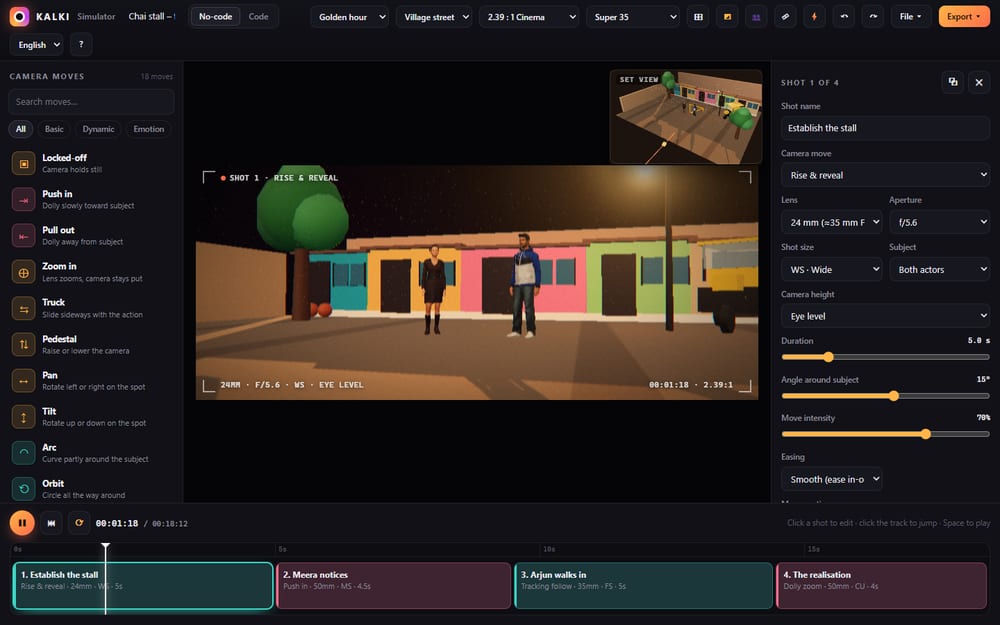 KALKI Simulator Chai stall – No-code Code Golden hour Village street 2.39 : 1 Cinema Super 35 File Export
English ?
CAMERA MOVES 18 moves
Search moves...
All Basic Dynamic Emotion
Locked-off
Camera holds still
Push in
Dolly slowly toward subject
Pull out
Dolly away from subject
Zoom in
Lens zooms, camera stays put
Truck
Slide sideways with the action
Pedestal
Raise or lower the camera
Pan
Rotate left or right on the spot
Tilt
Rotate up or down on the spot
Arc
Curve partly around the subject
Orbit
Circle all the way around
SET VIEW
SHOT 1 · RISE & REVEAL
24MM · F/5.6 · WS · EYE LEVEL
00:01:18 · 2.39:1
SHOT 1 OF 4
Shot name
Establish the stall
Camera move
Rise & reveal
Lens Aperture
24 mm (≈35 mm F f/5.6
Shot size Subject
WS · Wide Both actors
Camera height
Eye level
Duration 5.0 s
Angle around subject 15°
Move intensity 70%
Easing
Smooth (ease in-o
00:01:18 / 00:18:12
Click a shot to edit · click the track to jump · Space to play
0s 5s 10s 15s
1. Establish the stall
Rise & reveal · 24mm · WS · 5s
2. Meera notices
Push in · 50mm · MS · 4.5s
3. Arjun walks in
Tracking follow · 35mm · FS · 5s
4. The realisation
Dolly zoom · 50mm · CU · 4s